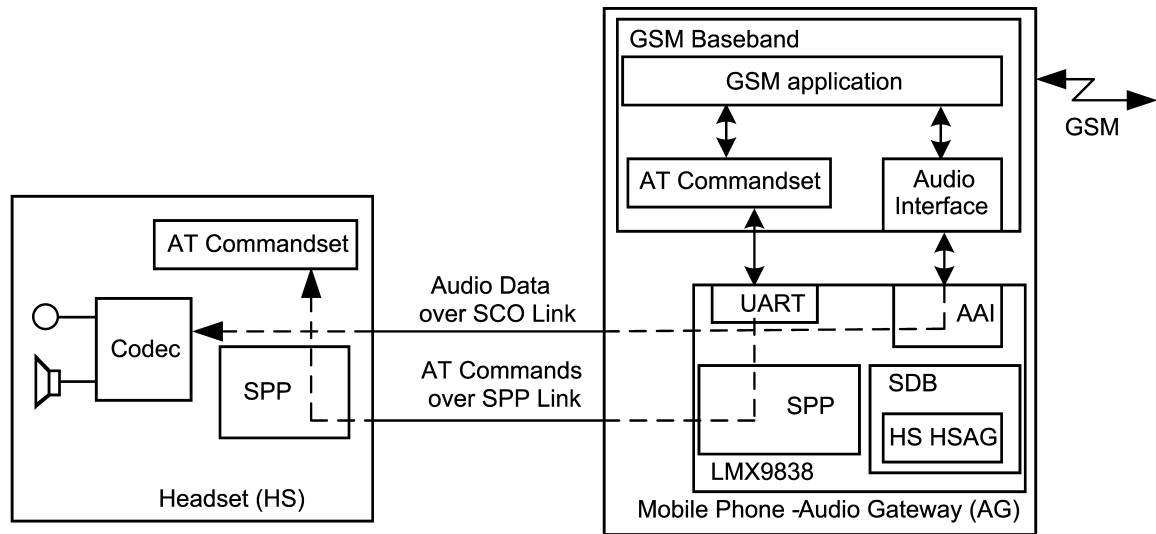 GSM Baseband
GSM application
GSM
AT Commandset
Audio
Interface
AT Commandset
Audio Data
over SCO Link
UART
AAI
Codec
SPP
AT Commands
over SPP Link
SPP
SDB
HS HSAG
LMX9838
Headset (HS)
Mobile Phone -Audio Gateway (AG)